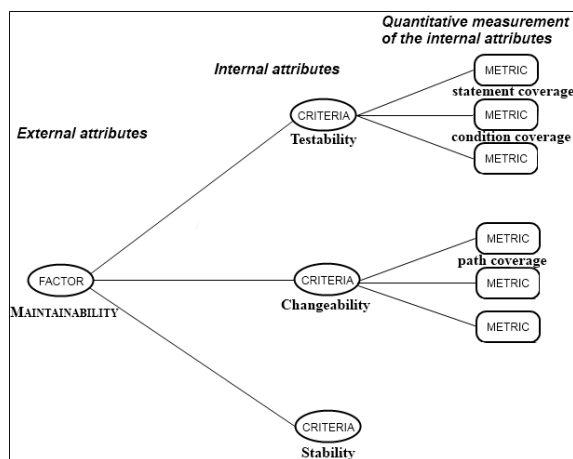 Quantitative measurement
of the internal attributes
Internal attributes
External attributes
METRIC
statement coverage
CRITERIA
Testability
METRIC
condition coverage
METRIC
METRIC
path coverage
FACTOR
MAINTAINABILITY
CRITERIA
Changeability
METRIC
METRIC
CRITERIA
Stability